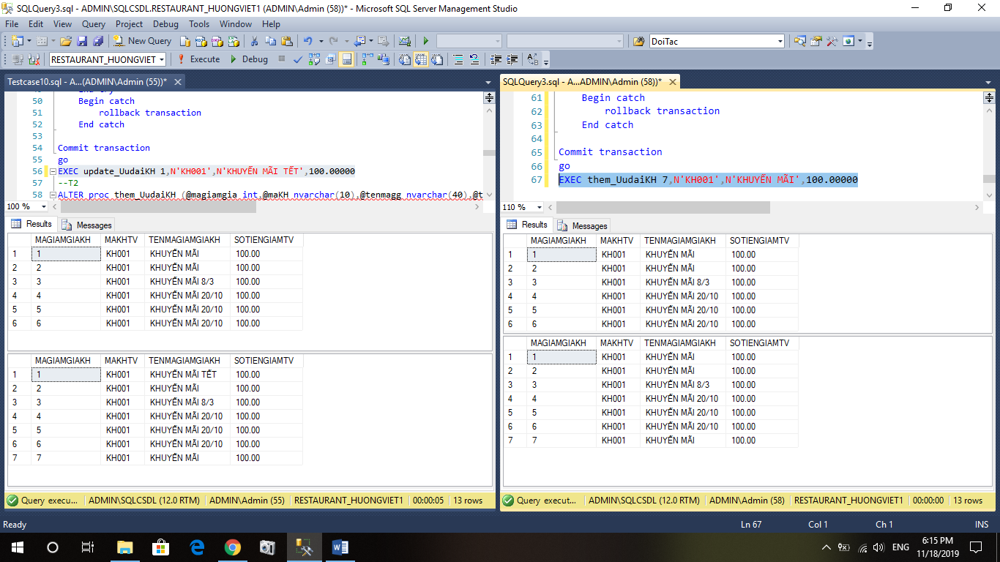 SQLQuery3.sql - ADMIN\SQLCSDL.RESTAURANT_HUONGVIET1 (ADMIN\Admin (58))* - Microsoft SQL Server Management Studio
File Edit View Query Project Debug Tools Window Help
New Query DoiTac
RESTAURANT_HUONGVIET1 Execute Debug
Testcase10.sql - A...(ADMIN\Admin (55))*
50 Begin catch
51 rollback transaction
52 End catch
53
54 Commit transaction
55 go
56 EXEC update_UudaiKH 1,N'KH001',N'KHUYẾN MÃI TẾT',100.00000
57 --T2
58 ALTER proc them_UudaiKH (@magiamgia int,@maKH nvarchar(10),@tenmagg nvarchar(40),@t
100 %
Results Messages
MAGIAMGIAKH MAKHTV TENMAGIAMGIAKH SOTIENGIAMTV
1 1 KH001 KHUYẾN MÃI 100.00
2 2 KH001 KHUYẾN MÃI 100.00
3 3 KH001 KHUYẾN MÃI 8/3 100.00
4 4 KH001 KHUYẾN MÃI 20/10 100.00
5 5 KH001 KHUYẾN MÃI 20/10 100.00
6 6 KH001 KHUYẾN MÃI 20/10 100.00
MAGIAMGIAKH MAKHTV TENMAGIAMGIAKH SOTIENGIAMTV
1 1 KH001 KHUYẾN MÃI TẾT 100.00
2 2 KH001 KHUYẾN MÃI 100.00
3 3 KH001 KHUYẾN MÃI 8/3 100.00
4 4 KH001 KHUYẾN MÃI 20/10 100.00
5 5 KH001 KHUYẾN MÃI 20/10 100.00
6 6 KH001 KHUYẾN MÃI 20/10 100.00
7 7 KH001 KHUYẾN MÃI 100.00
Query execu... ADMIN\SQLCSDL (12.0 RTM) ADMIN\Admin (55) RESTAURANT_HUONGVIET1 00:00:05 13 rows
SQLQuery3.sql - A...ADMIN\Admin (58))*
61 Begin catch
62 rollback transaction
63 End catch
64
65 Commit transaction
66 go
67 EXEC them_UudaiKH 7,N'KH001',N'KHUYẾN MÃI',100.00000
110 %
Results Messages
MAGIAMGIAKH MAKHTV TENMAGIAMGIAKH SOTIENGIAMTV
1 1 KH001 KHUYẾN MÃI 100.00
2 2 KH001 KHUYẾN MÃI 100.00
3 3 KH001 KHUYẾN MÃI 8/3 100.00
4 4 KH001 KHUYẾN MÃI 20/10 100.00
5 5 KH001 KHUYẾN MÃI 20/10 100.00
6 6 KH001 KHUYẾN MÃI 20/10 100.00
MAGIAMGIAKH MAKHTV TENMAGIAMGIAKH SOTIENGIAMTV
1 1 KH001 KHUYẾN MÃI 100.00
2 2 KH001 KHUYẾN MÃI 100.00
3 3 KH001 KHUYẾN MÃI 8/3 100.00
4 4 KH001 KHUYẾN MÃI 20/10 100.00
5 5 KH001 KHUYẾN MÃI 20/10 100.00
6 6 KH001 KHUYẾN MÃI 20/10 100.00
7 7 KH001 KHUYẾN MÃI 100.00
Query execut... ADMIN\SQLCSDL (12.0 RTM) ADMIN\Admin (58) RESTAURANT_HUONGVIET1 00:00:00 13 rows
Ready Ln 67 Col 1 Ch 1 INS
ENG 6:15 PM
11/18/2019